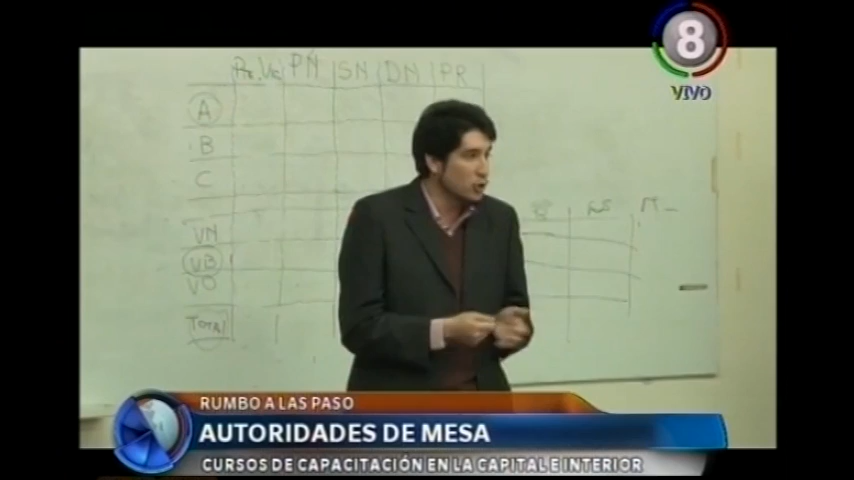 8
VIVO
Pr. Vc PÑ SN DN PR
A
B
C
VN
VB
VO
TOTAL
RUMBO A LAS PASO
AUTORIDADES DE MESA
CURSOS DE CAPACITACIÓN EN LA CAPITAL E INTERIOR